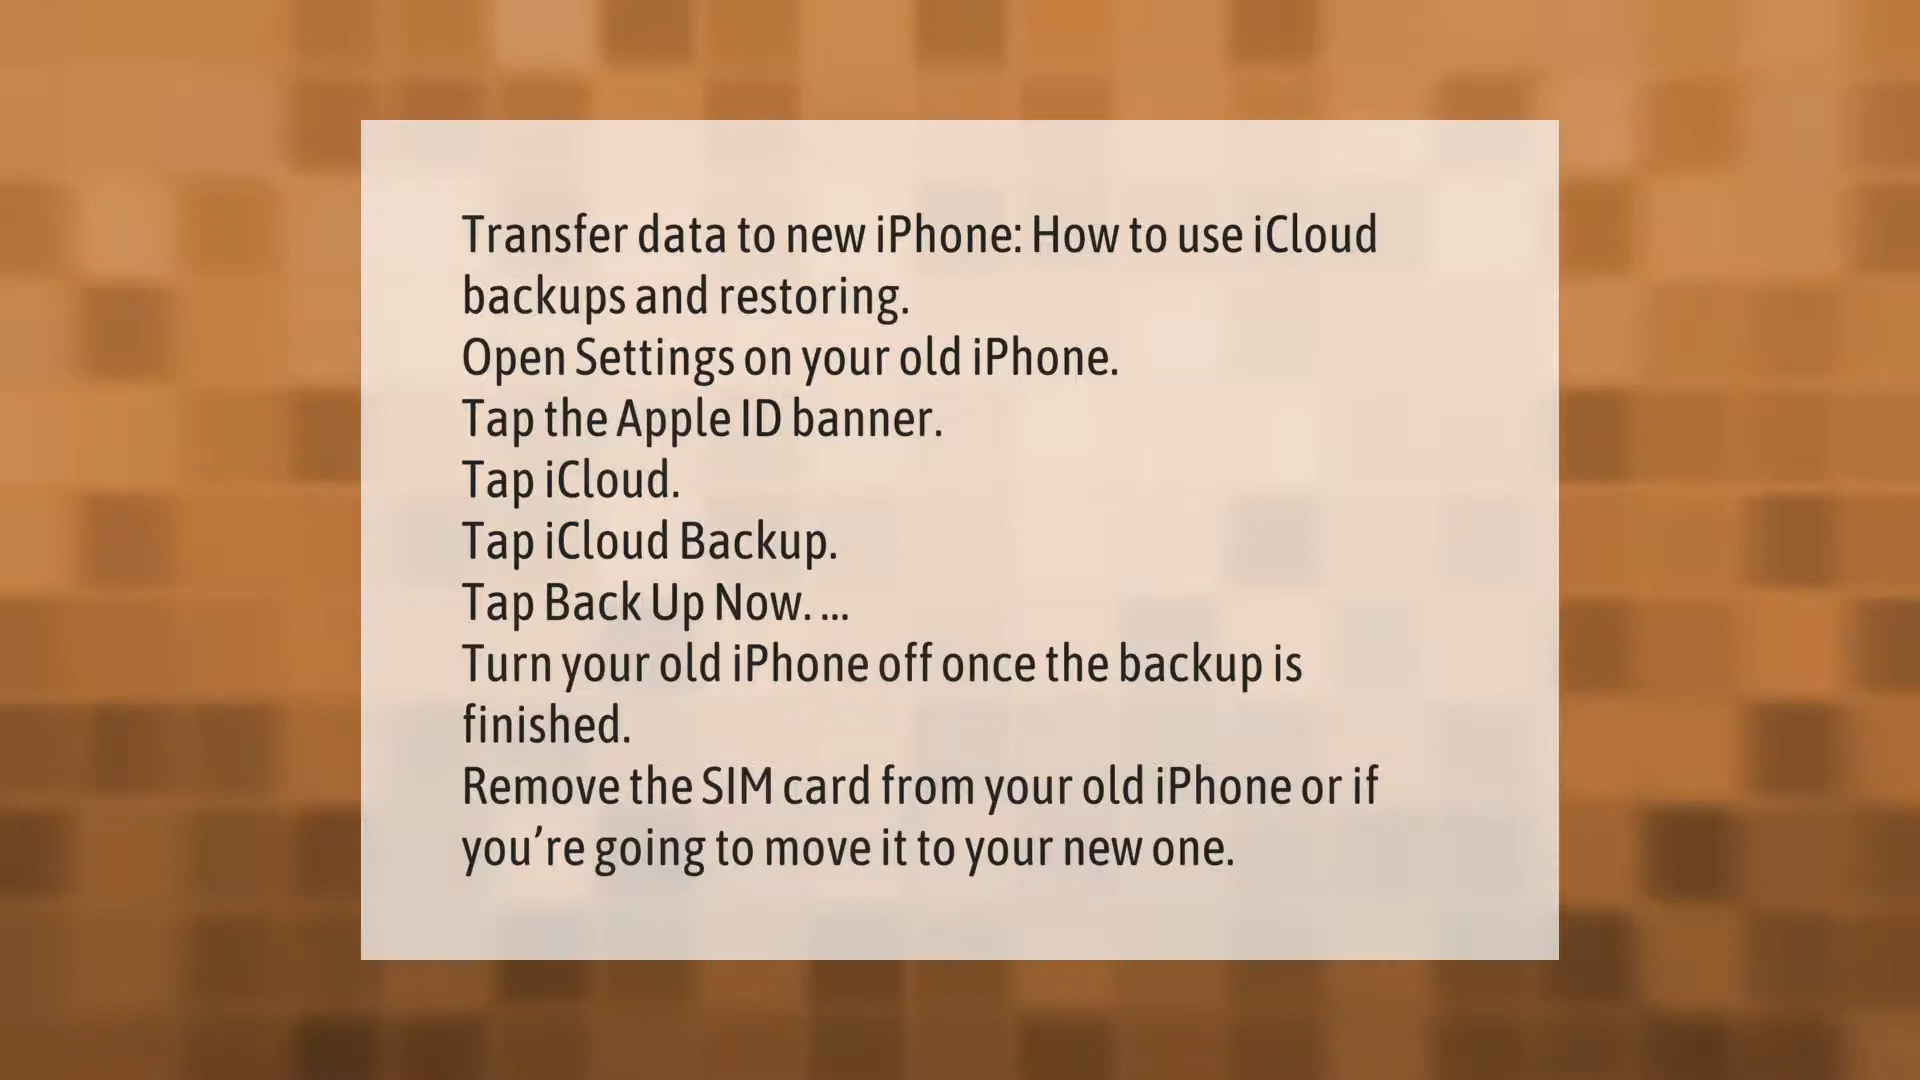 Transfer data to new iPhone: How to use iCloud
backups and restoring.
Open Settings on your old iPhone.
Tap the Apple ID banner.
Tap iCloud.
Tap iCloud Backup.
Tap Back Up Now. ...
Turn your old iPhone off once the backup is
finished.
Remove the SIM card from your old iPhone or if
you’re going to move it to your new one.